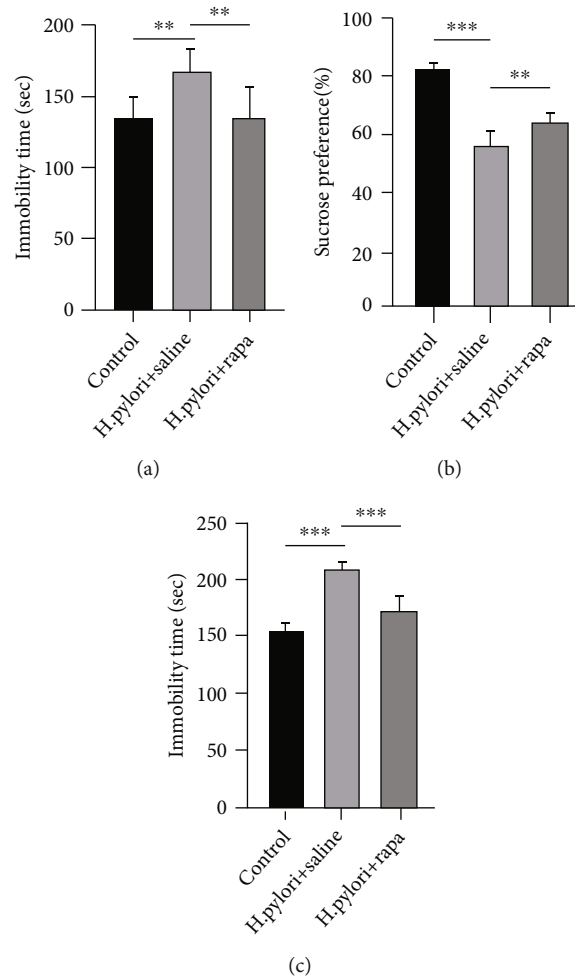 ** **
200
150
100
50
0
Immobility time (sec)
Control
H.pylori+saline
H.pylori+rapa
(a)
*** **
100
80
60
40
20
0
Sucrose preference (%)
Control
H.pylori+saline
H.pylori+rapa
(b)
*** ***
250
200
150
100
50
0
Immobility time (sec)
Control
H.pylori+saline
H.pylori+rapa
(c)